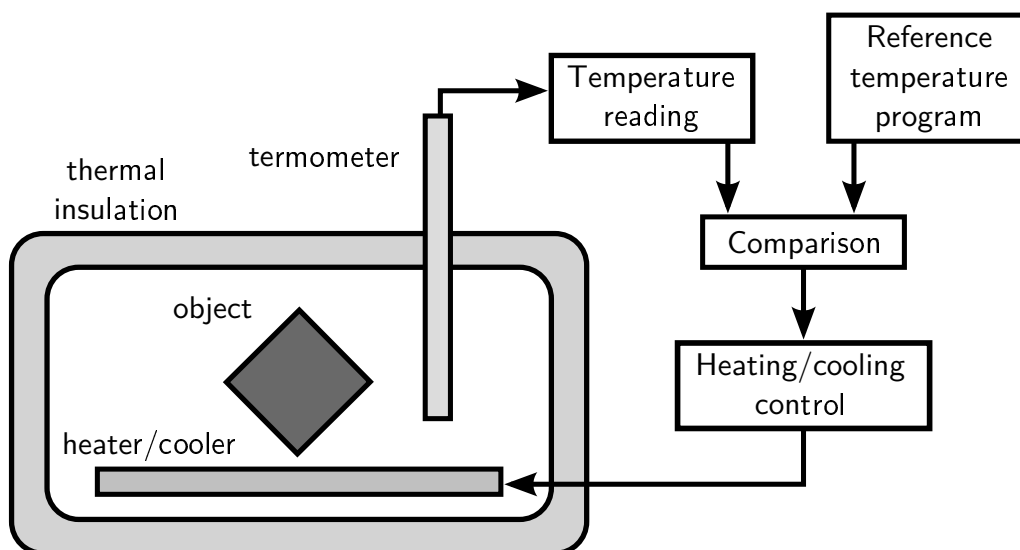 Temperature
reading
Reference
temperature
program
termometer
thermal
insulation
Comparison
object
Heating/cooling
control
heater/cooler